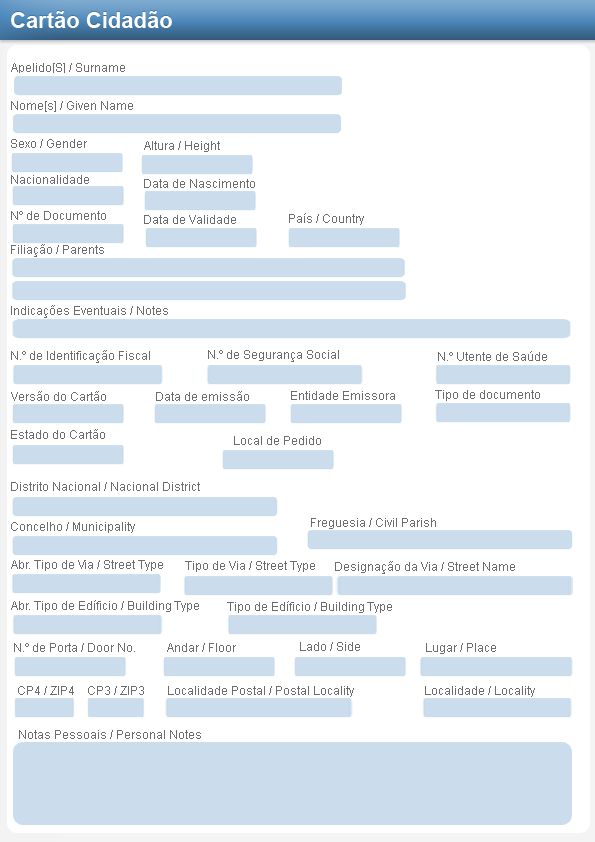 Cartão Cidadão
Apelido[S] / Surname
Nome[s] / Given Name
Sexo / Gender
Altura / Height
Nacionalidade
Data de Nascimento
Nº de Documento
Data de Validade
País / Country
Filiação / Parents
Indicações Eventuais / Notes
N.º de Identificação Fiscal
N.º de Segurança Social
N.º Utente de Saúde
Versão do Cartão
Data de emissão
Entidade Emissora
Tipo de documento
Estado do Cartão
Local de Pedido
Distrito Nacional / Nacional District
Concelho / Municipality
Freguesia / Civil Parish
Abr. Tipo de Via / Street Type
Tipo de Via / Street Type
Designação da Via / Street Name
Abr. Tipo de Edíficio / Building Type
Tipo de Edíficio / Building Type
N.º de Porta / Door No.
Andar / Floor
Lado / Side
Lugar / Place
CP4 / ZIP4
CP3 / ZIP3
Localidade Postal / Postal Locality
Localidade / Locality
Notas Pessoais / Personal Notes